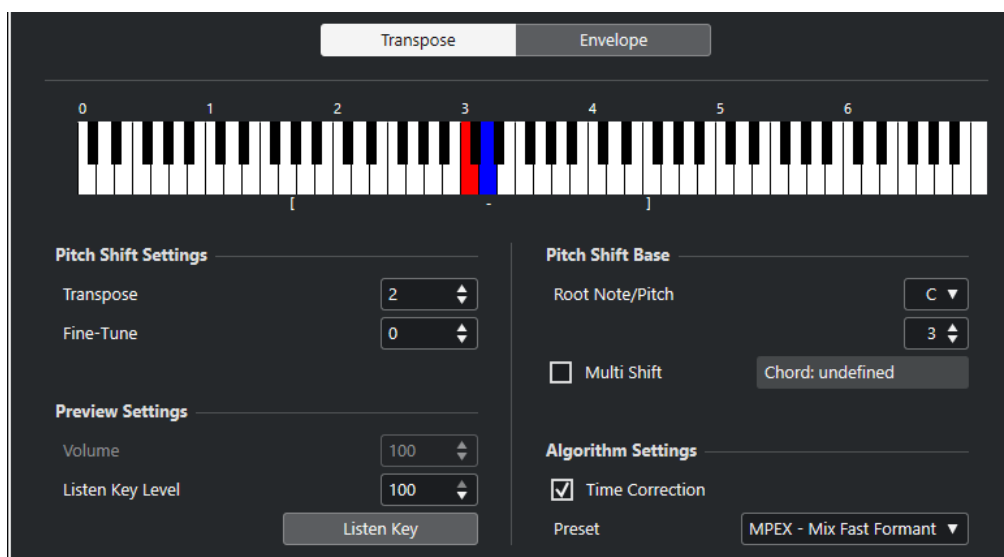 Transpose Envelope
0 1 2 3 4 5 6
[ - ]
Pitch Shift Settings
Transpose 2
Fine-Tune 0
Preview Settings
Volume 100
Listen Key Level 100
Listen Key
Pitch Shift Base
Root Note/Pitch C
3
Multi Shift Chord: undefined
Algorithm Settings
Time Correction
Preset MPEX - Mix Fast Formant